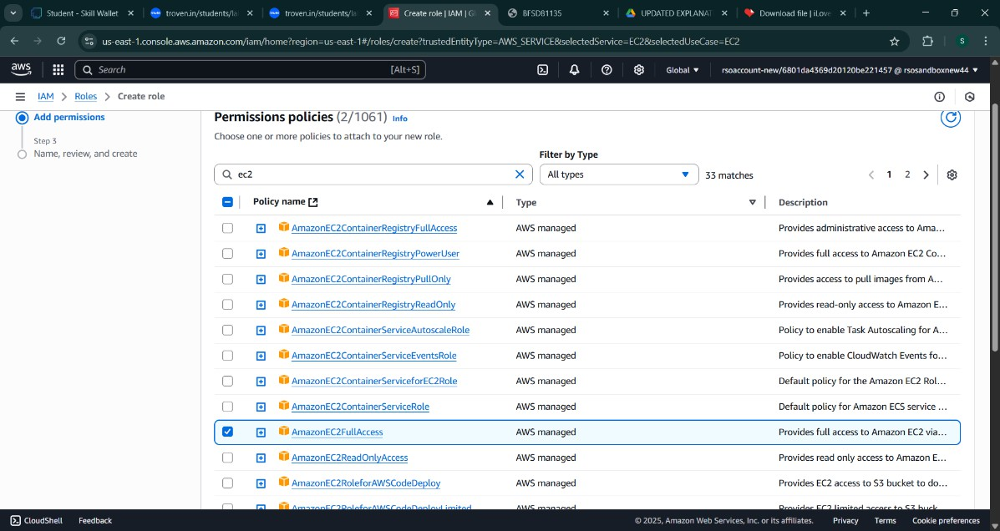 Student - Skill Wallet
troven.in/students/la
troven.in/students/la
Create role | IAM | Gl
BFSD81135
UPDATED EXPLANAT
Download file | iLove
us-east-1.console.aws.amazon.com/iam/home?region=us-east-1#/roles/create?trustedEntityType=AWS_SERVICE&selectedService=EC2&selectedUseCase=EC2
S
aws
Search
[Alt+S]
Global
rsoaccount-new/6801da4369d20120be221457 @ rsosandboxnew44
IAM > Roles > Create role
Add permissions
Step 3
Name, review, and create
Permissions policies (2/1061) Info
Choose one or more policies to attach to your new role.
Filter by Type
ec2
All types
33 matches
1 2
Policy name
Type
Description
AmazonEC2ContainerRegistryFullAccess AWS managed Provides administrative access to Ama...
AmazonEC2ContainerRegistryPowerUser AWS managed Provides full access to Amazon EC2 Co...
AmazonEC2ContainerRegistryPullOnly AWS managed Provides access to pull images from A...
AmazonEC2ContainerRegistryReadOnly AWS managed Provides read-only access to Amazon E...
AmazonEC2ContainerServiceAutoscaleRole AWS managed Policy to enable Task Autoscaling for A...
AmazonEC2ContainerServiceEventsRole AWS managed Policy to enable CloudWatch Events fo...
AmazonEC2ContainerServiceforEC2Role AWS managed Default policy for the Amazon EC2 Rol...
AmazonEC2ContainerServiceRole AWS managed Default policy for Amazon ECS service ...
AmazonEC2FullAccess AWS managed Provides full access to Amazon EC2 via...
AmazonEC2ReadOnlyAccess AWS managed Provides read only access to Amazon E...
AmazonEC2RoleforAWSCodeDeploy AWS managed Provides EC2 access to S3 bucket to do...
AmazonEC2RoleforAWSCodeDeployLimited AWS managed Provides EC2 limited access to S3 buck...
CloudShell
Feedback
© 2025, Amazon Web Services, Inc. or its affiliates.
Privacy
Terms
Cookie preferences